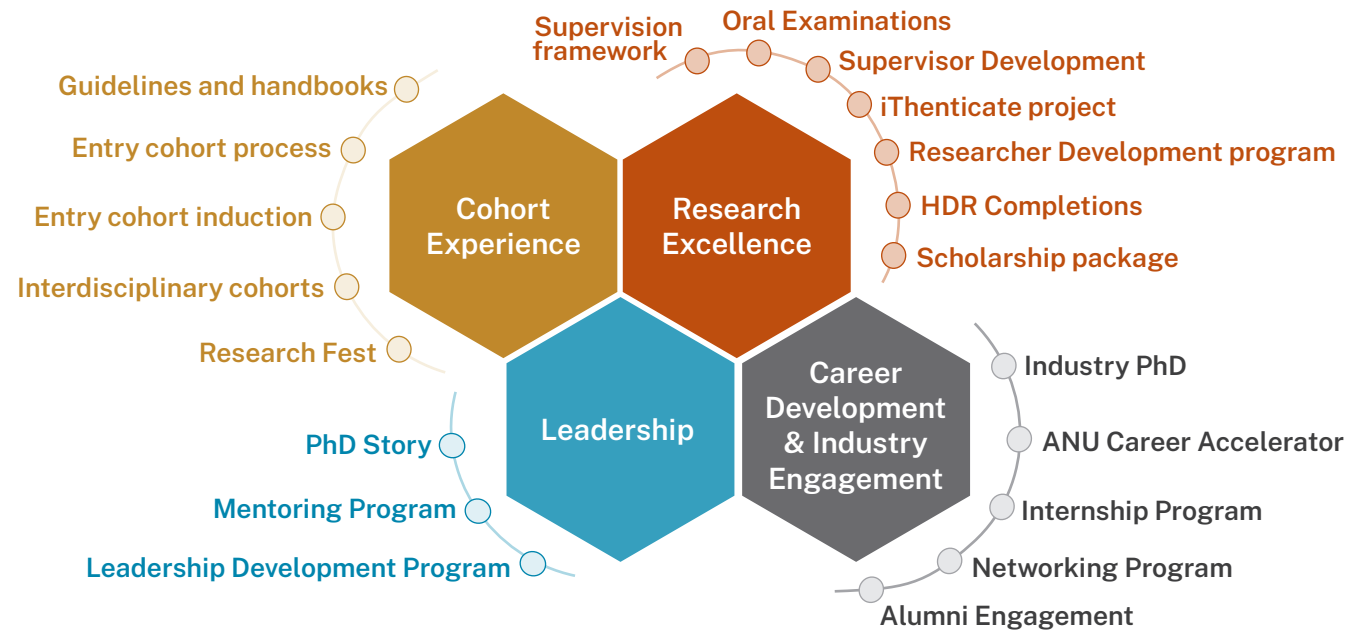 Cohort
Experience
Guidelines and handbooks
Entry cohort process
Entry cohort induction
Interdisciplinary cohorts
Research Fest
Research
Excellence
Supervision
framework
Oral Examinations
Supervisor Development
iThenticate project
Researcher Development program
HDR Completions
Scholarship package
Leadership
PhD Story
Mentoring Program
Leadership Development Program
Career
Development
& Industry
Engagement
Industry PhD
ANU Career Accelerator
Internship Program
Networking Program
Alumni Engagement